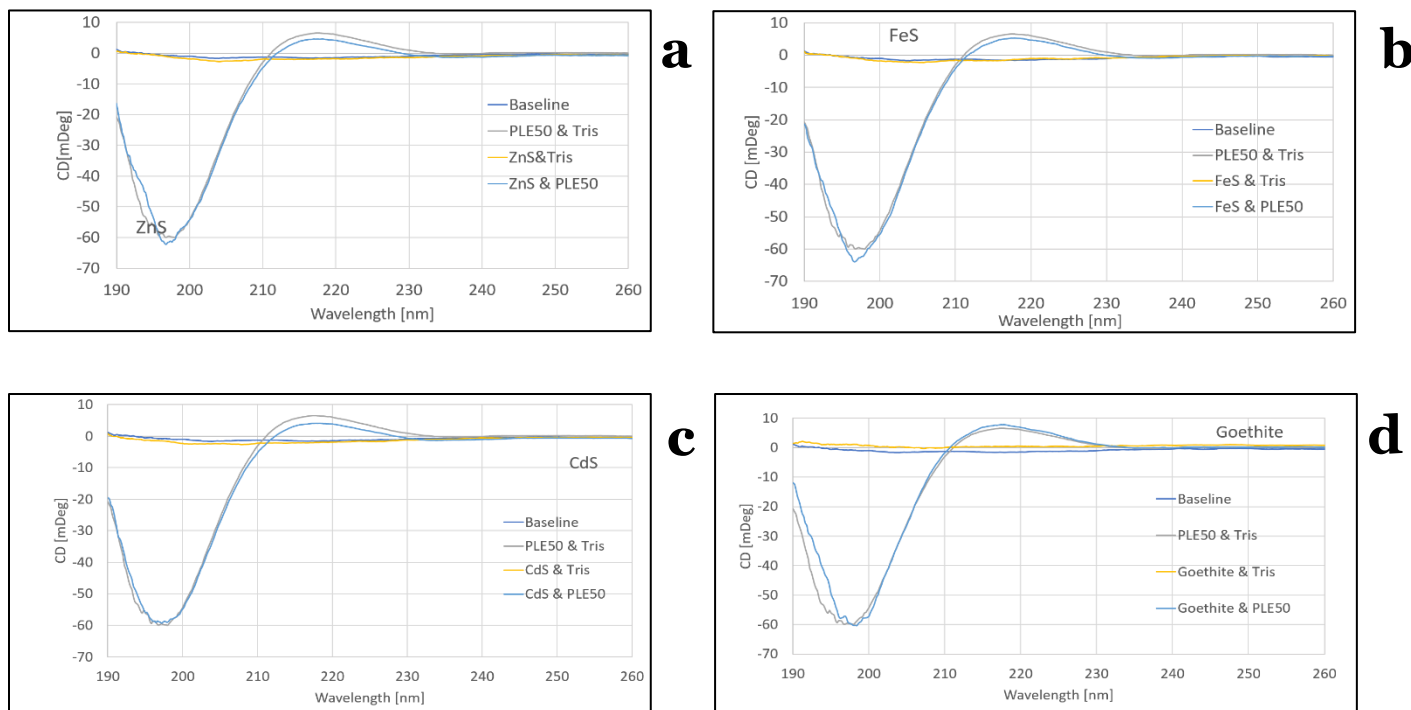 a
10
0
-10
-20
-30
-40
-50
-60
-70
CD[mDeg]
Baseline
PLE50 & Tris
ZnS&Tris
ZnS & PLE50
ZnS
190 200 210 220 230 240 250 260
Wavelength [nm]
b
FeS
10
0
-10
-20
-30
-40
-50
-60
-70
CD [mDeg]
Baseline
PLE50 & Tris
FeS & Tris
FeS & PLE50
190 200 210 220 230 240 250 260
Wavelength [nm]
c
10
0
-10
-20
-30
-40
-50
-60
-70
CD [mDeg]
CdS
Baseline
PLE50 & Tris
CdS & Tris
CdS & PLE50
190 200 210 220 230 240 250 260
Wavelength [nm]
d
Goethite
10
0
-10
-20
-30
-40
-50
-60
-70
CD [mDeg]
Baseline
PLE50 & Tris
Goethite & Tris
Goethite & PLE50
190 200 210 220 230 240 250 260
Wavelength [nm]